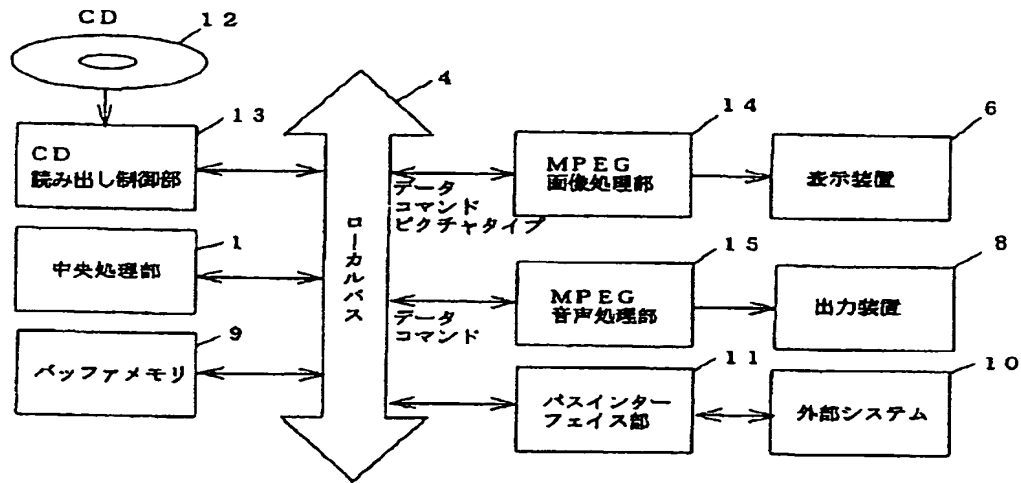 CD
12
13
CD
読み出し制御部
1
中央処理部
9
バッファメモリ
4
ローカルバス
データ
コマンド
ピクチャタイプ
データ
コマンド
14
MPEG
画像処理部
6
表示装置
15
MPEG
音声処理部
8
出力装置
11
バスインター
フェイス部
10
外部システム